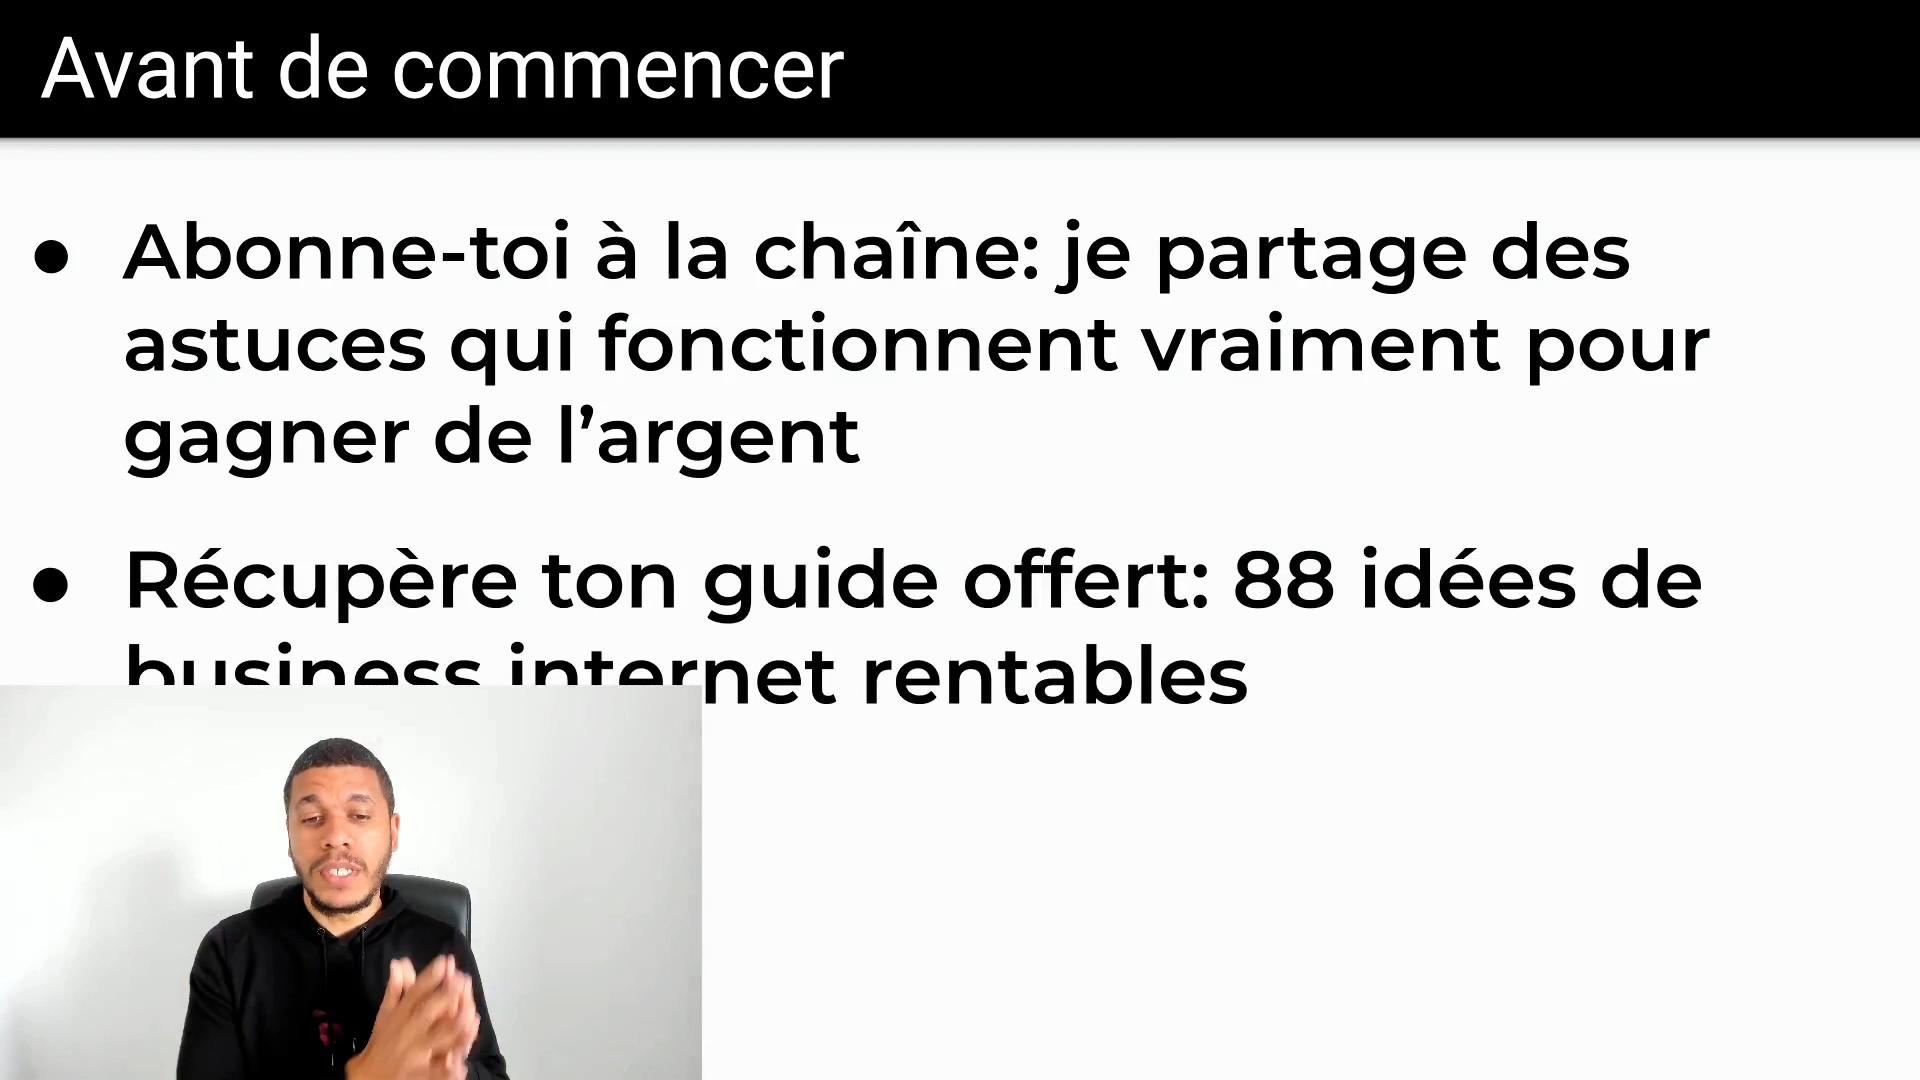 Avant de commencer
● Abonne-toi à la chaîne: je partage des
astuces qui fonctionnent vraiment pour
gagner de l’argent
● Récupère ton guide offert: 88 idées de
business internet rentables